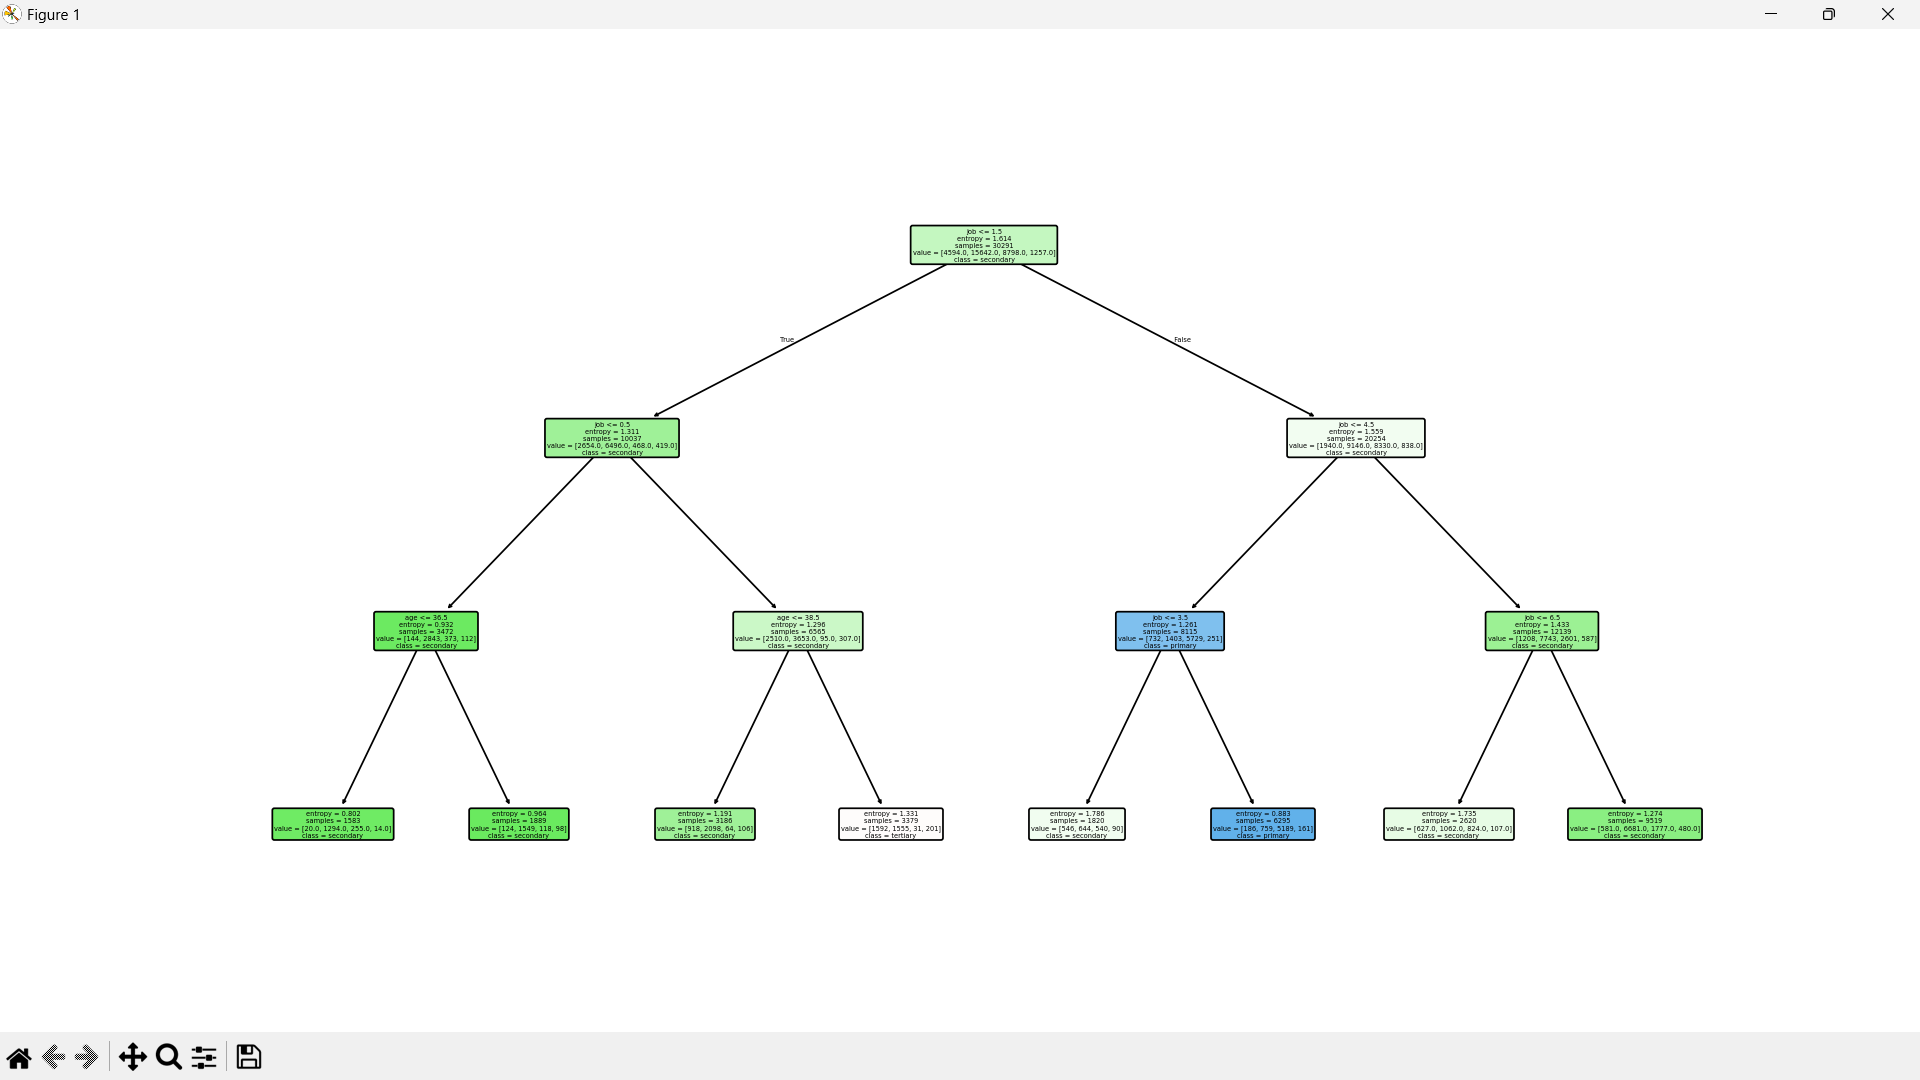 Figure 1
job <= 1.5
entropy = 1.614
samples = 30291
value = [4594.0, 15642.0, 8798.0, 1257.0]
class = secondary
True
False
job <= 0.5
entropy = 1.311
samples = 10037
value = [2654.0, 6496.0, 468.0, 419.0]
class = secondary
job <= 4.5
entropy = 1.559
samples = 20254
value = [1940.0, 9146.0, 8330.0, 838.0]
class = secondary
age <= 36.5
entropy = 0.932
samples = 3472
value = [144, 2843, 373, 112]
class = secondary
age <= 38.5
entropy = 1.296
samples = 6565
value = [2510.0, 3653.0, 95.0, 307.0]
class = secondary
job <= 3.5
entropy = 1.261
samples = 8115
value = [732, 1403, 5729, 251]
class = primary
job <= 6.5
entropy = 1.433
samples = 12139
value = [1208, 7743, 2601, 587]
class = secondary
entropy = 0.802
samples = 1583
value = [20.0, 1294.0, 255.0, 14.0]
class = secondary
entropy = 0.964
samples = 1889
value = [124, 1549, 118, 98]
class = secondary
entropy = 1.191
samples = 3186
value = [918, 2098, 64, 106]
class = secondary
entropy = 1.331
samples = 3379
value = [1592, 1555, 31, 201]
class = tertiary
entropy = 1.786
samples = 1820
value = [546, 644, 540, 90]
class = secondary
entropy = 0.883
samples = 6295
value = [186, 759, 5189, 161]
class = primary
entropy = 1.735
samples = 2620
value = [627.0, 1062.0, 824.0, 107.0]
class = secondary
entropy = 1.274
samples = 9519
value = [581.0, 6681.0, 1777.0, 480.0]
class = secondary